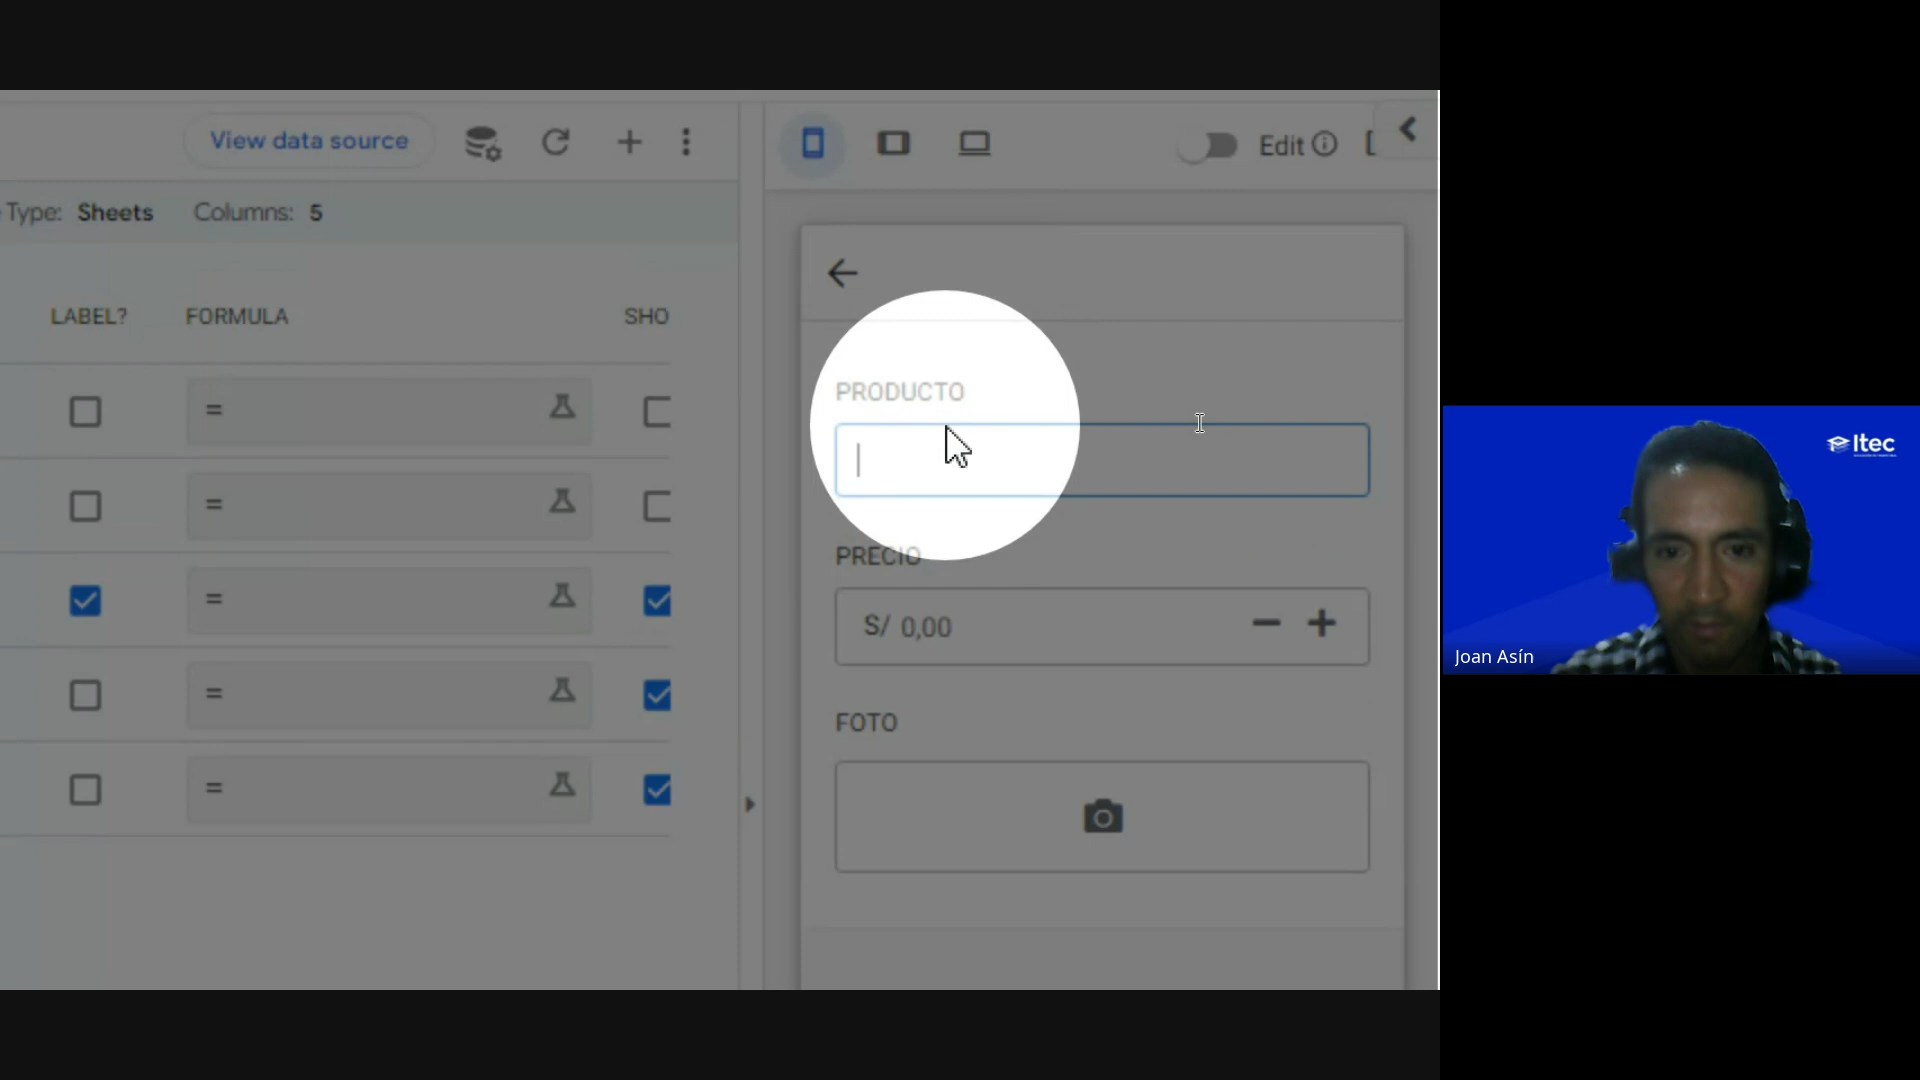 View data source
Edit
Type: Sheets Columns: 5
LABEL? FORMULA SHO
=
=
=
=
=
PRODUCTO
PRECIO
S/ 0,00
FOTO
Itec
Joan Asín